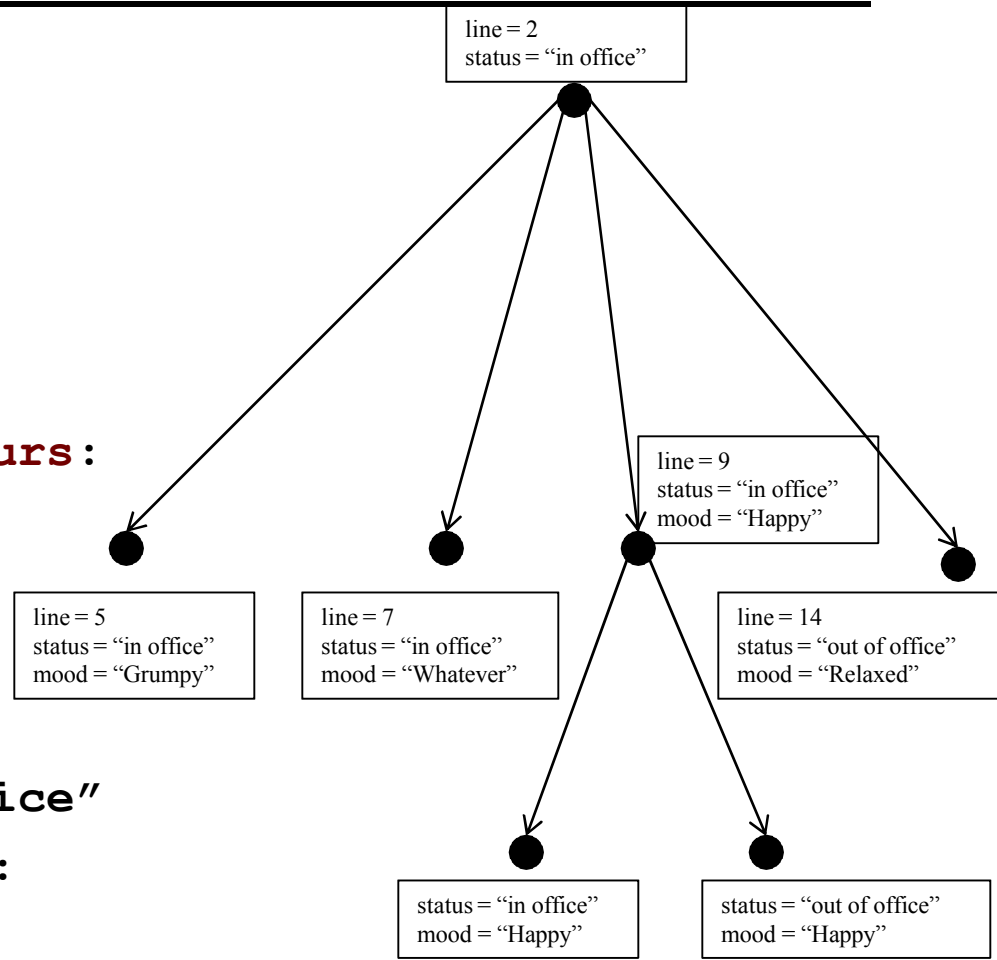 line = 2
status = “in office”
urs:
line = 9
status = “in office”
mood = “Happy”
line = 5
status = “in office”
mood = “Grumpy”
line = 7
status = “in office”
mood = “Whatever”
line = 14
status = “out of office”
mood = “Relaxed”
ice”
:
status = “in office”
mood = “Happy”
status = “out of office”
mood = “Happy”